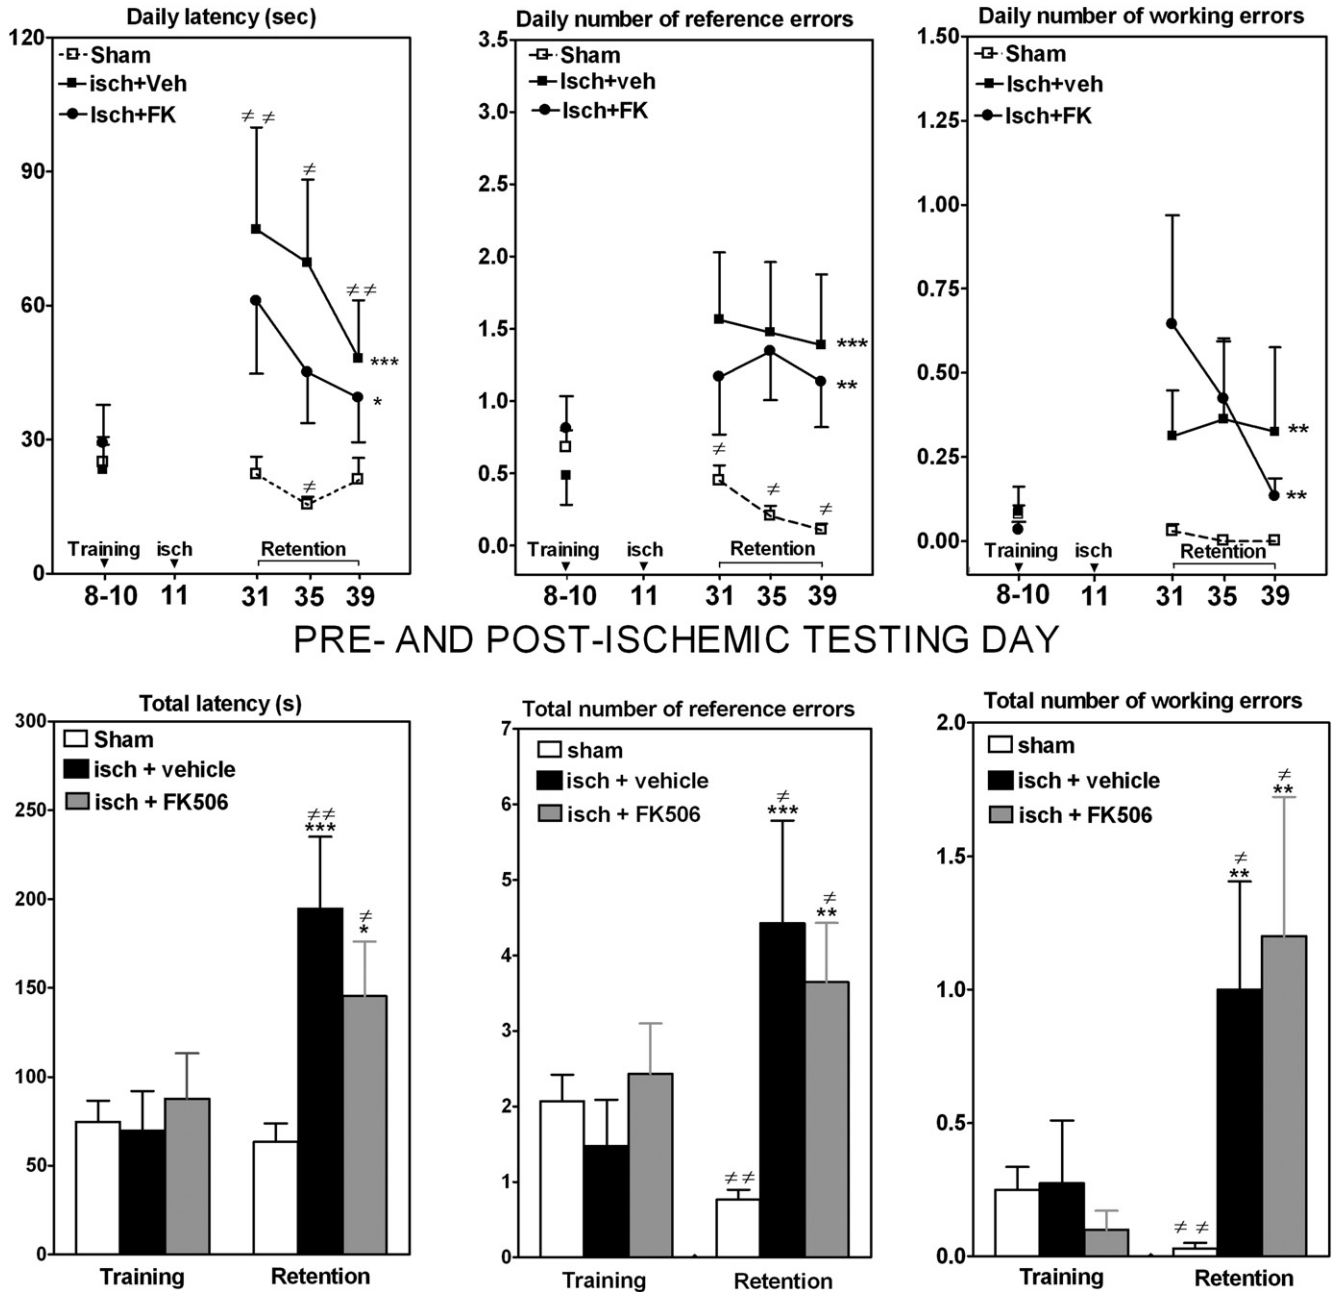 Daily latency (sec)
120
90
60
30
0
Sham
isch+Veh
Isch+FK
≠ ≠
≠
≠ ≠
***
*
≠
Training isch Retention
8-10 11 31 35 39
Daily number of reference errors
3.5
3.0
2.5
2.0
1.5
1.0
0.5
0.0
Sham
Isch+veh
Isch+FK
***
**
≠
≠
≠
Training isch Retention
8-10 11 31 35 39
Daily number of working errors
1.50
1.25
1.00
0.75
0.50
0.25
0.00
Sham
Isch+veh
Isch+FK
**
**
Training isch Retention
8-10 11 31 35 39
PRE- AND POST-ISCHEMIC TESTING DAY
Total latency (s)
300
250
200
150
100
50
0
Sham
isch + vehicle
isch + FK506
≠≠
***
≠
*
Training Retention
Total number of reference errors
7
6
5
4
3
2
1
0
sham
isch + vehicle
isch + FK506
≠
***
≠
**
≠ ≠
Training Retention
Total number of working errors
2.0
1.5
1.0
0.5
0.0
sham
isch + vehicle
isch + FK506
≠
**
≠
**
≠ ≠
Training Retention